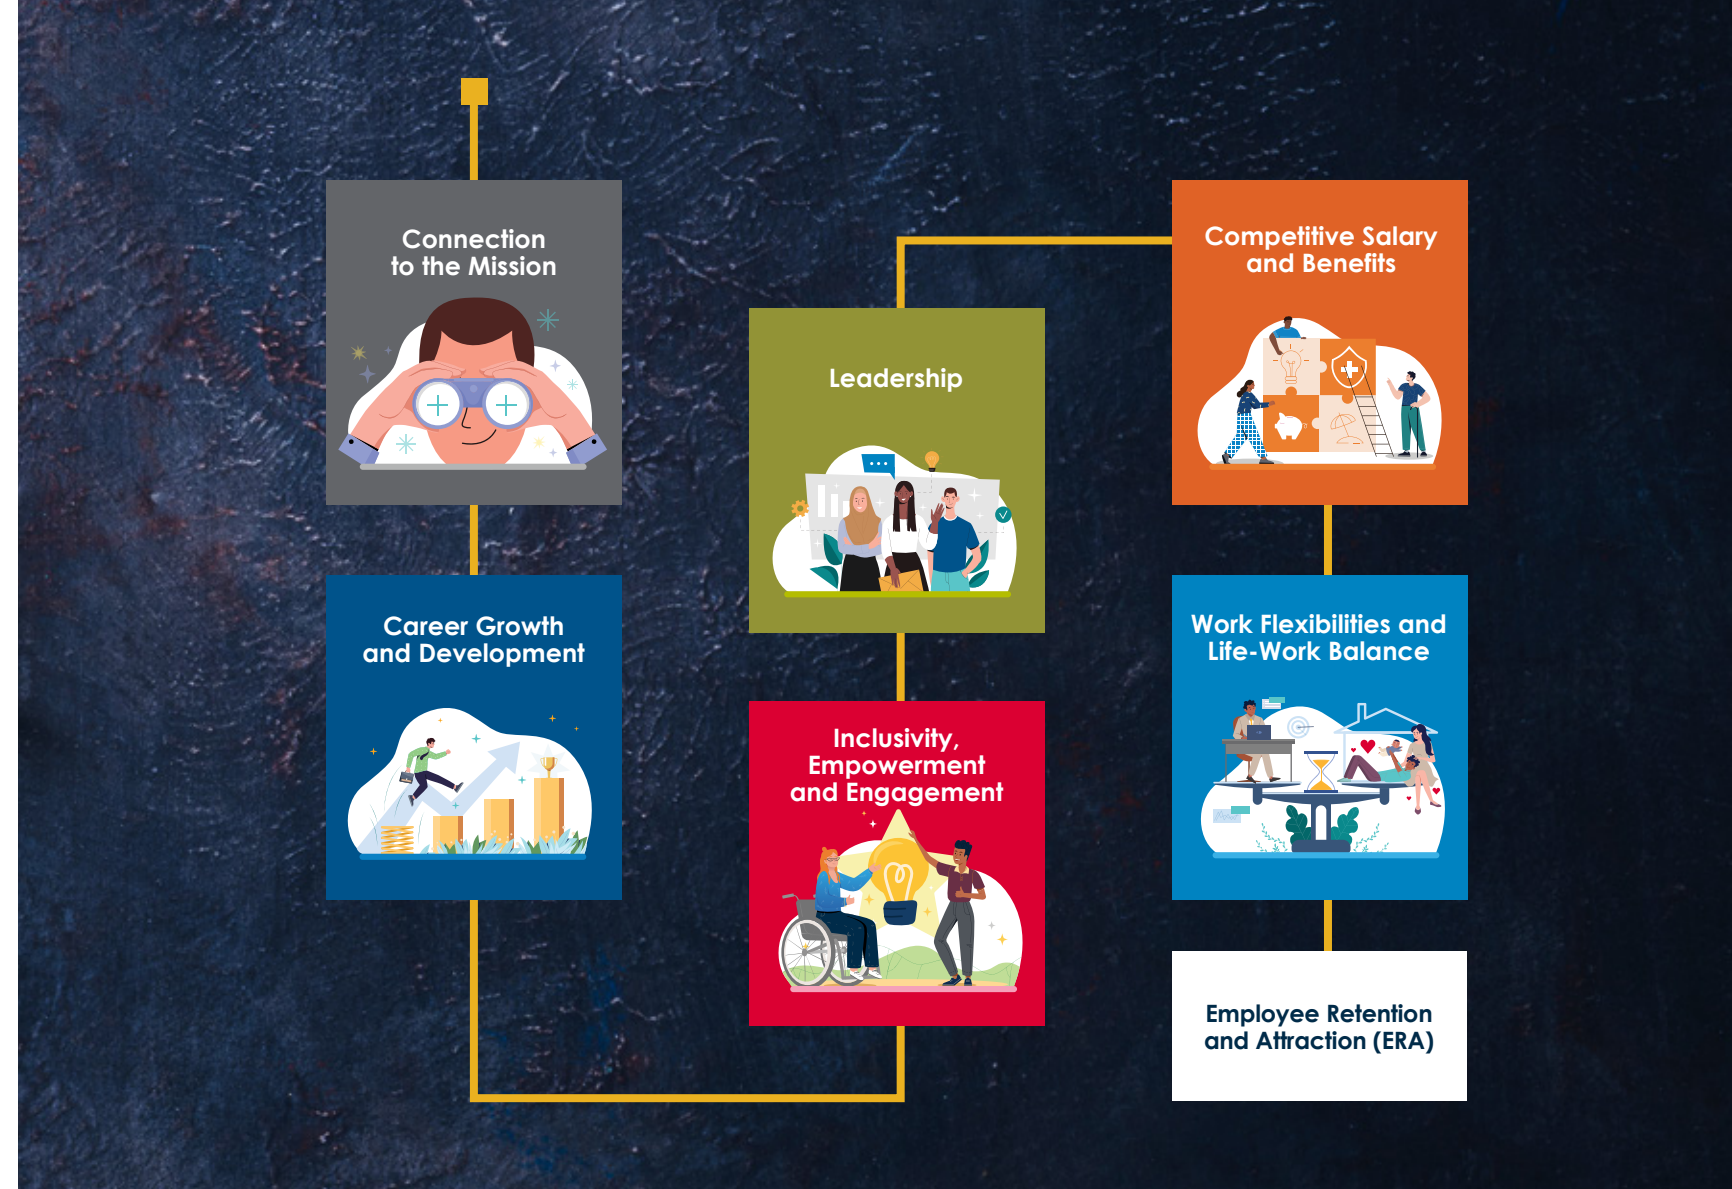 Connection
to the Mission
Career Growth
and Development
Inclusivity,
Empowerment
and Engagement
Leadership
Competitive Salary
and Benefits
Work Flexibilities and
Life-Work Balance
Employee Retention
and Attraction (ERA)